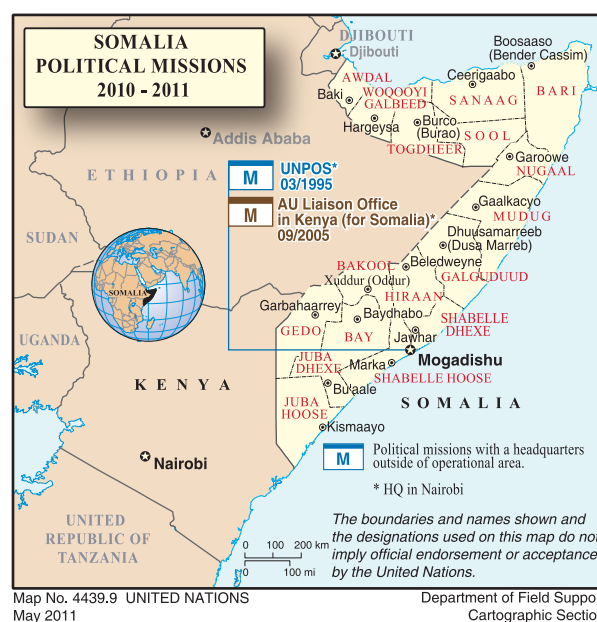 SOMALIA
POLITICAL MISSIONS
2010 - 2011
DJIBOUTI
Djibouti
Boosaaso
(Bender Cassim)
AWDAL
Ceerigaabo
Baki
WOQOOYI
GALBEED
SANAAG
BARI
Hargeysa
Burco
(Burao)
SOOL
TOGDHEER
Addis Ababa
Garoowe
NUGAAL
ETHIOPIA
M
UNPOS*
03/1995
M
AU Liaison Office
in Kenya (for Somalia)*
09/2005
Gaalkacyo
MUDUG
Dhuusamarreeb
(Dusa Marreb)
SUDAN
BAKOOL
Beledweyne
GALGUDUUD
Xuddur (Oddur)
SOMALIA
HIRAAN
Garbahaarrey
Baydhabo
SHABELLE
DHEXE
GEDO
BAY
Jawhar
UGANDA
JUBA
DHEXE
Marka
Mogadishu
SHABELLE HOOSE
KENYA
Bu'aale
JUBA
HOOSE
SOMALIA
Kismaayo
M
Political missions with a headquarters
outside of operational area.
* HQ in Nairobi
Nairobi
UNITED
REPUBLIC OF
TANZANIA
The boundaries and names shown and
the designations used on this map do not
imply official endorsement or acceptance
by the United Nations.
0 100 200 km
0 100 mi
Map No. 4439.9 UNITED NATIONS
May 2011
Department of Field Suppo
Cartographic Sectio